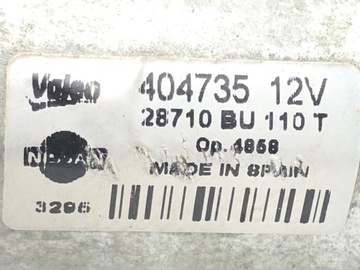 Valeo 404735 12V
28710 BU 110 T
Op. 4858
NISSAN MADE IN SPAIN
3296